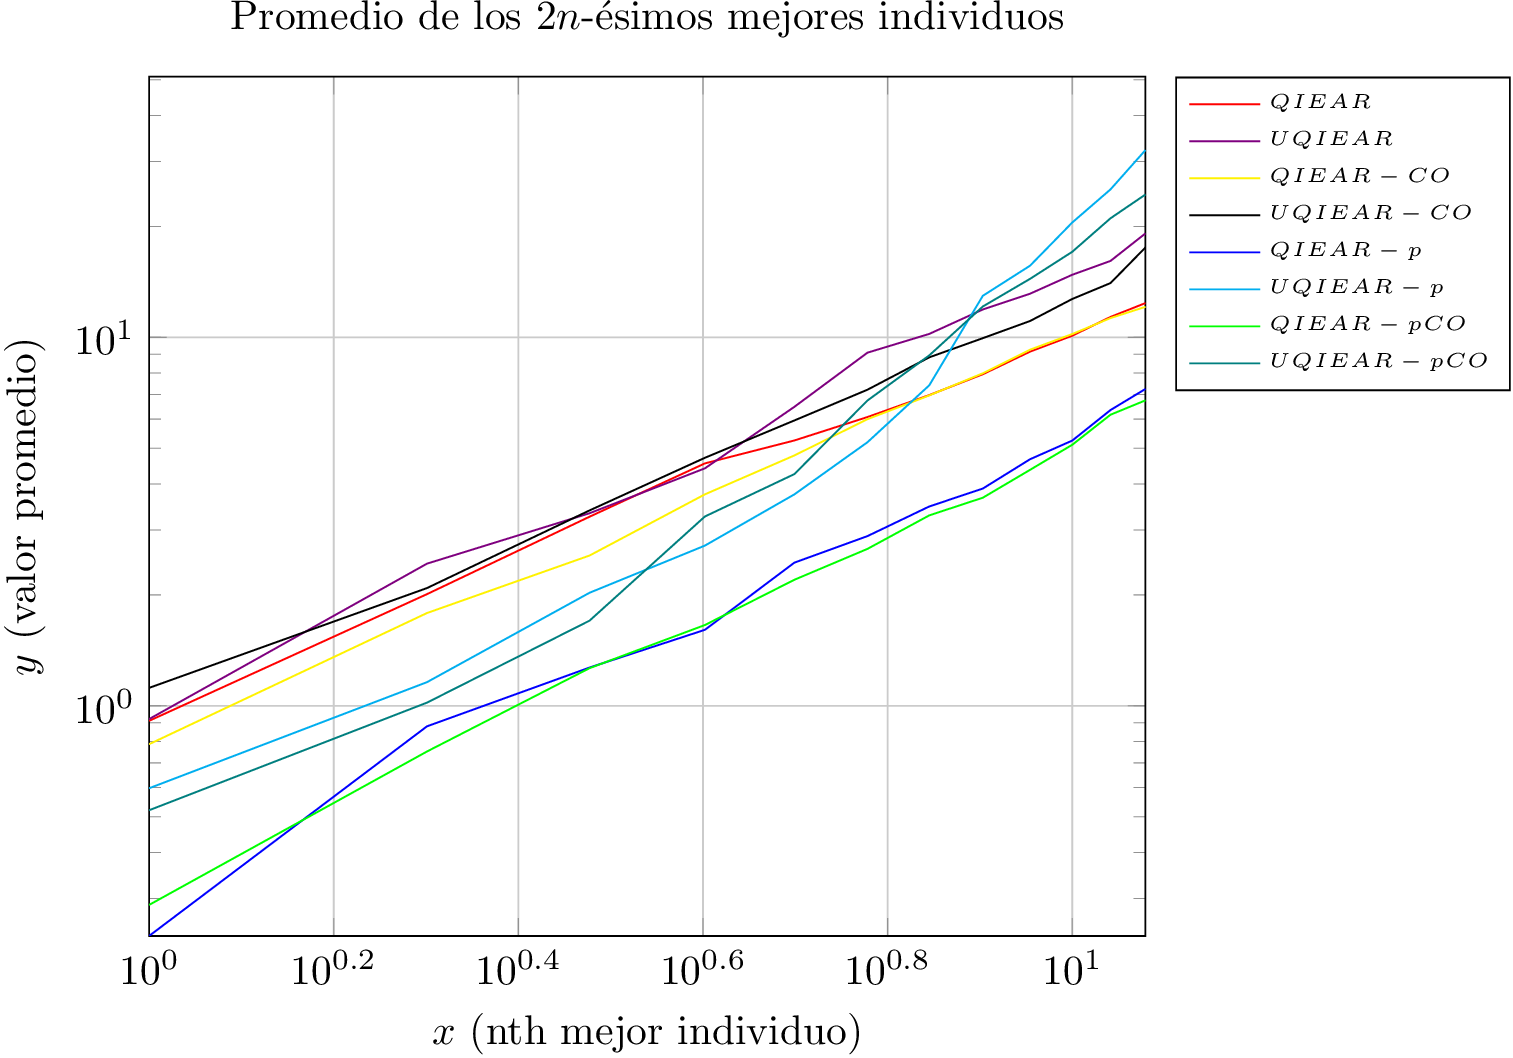 Promedio de los 2n-ésimos mejores individuos
QIEAR
UQIEAR
QIEAR − CO
UQIEAR − CO
QIEAR − p
UQIEAR − p
QIEAR − pCO
UQIEAR − pCO
y (valor promedio)
10^1
10^0
10^0 10^0.2 10^0.4 10^0.6 10^0.8 10^1
x (nth mejor individuo)